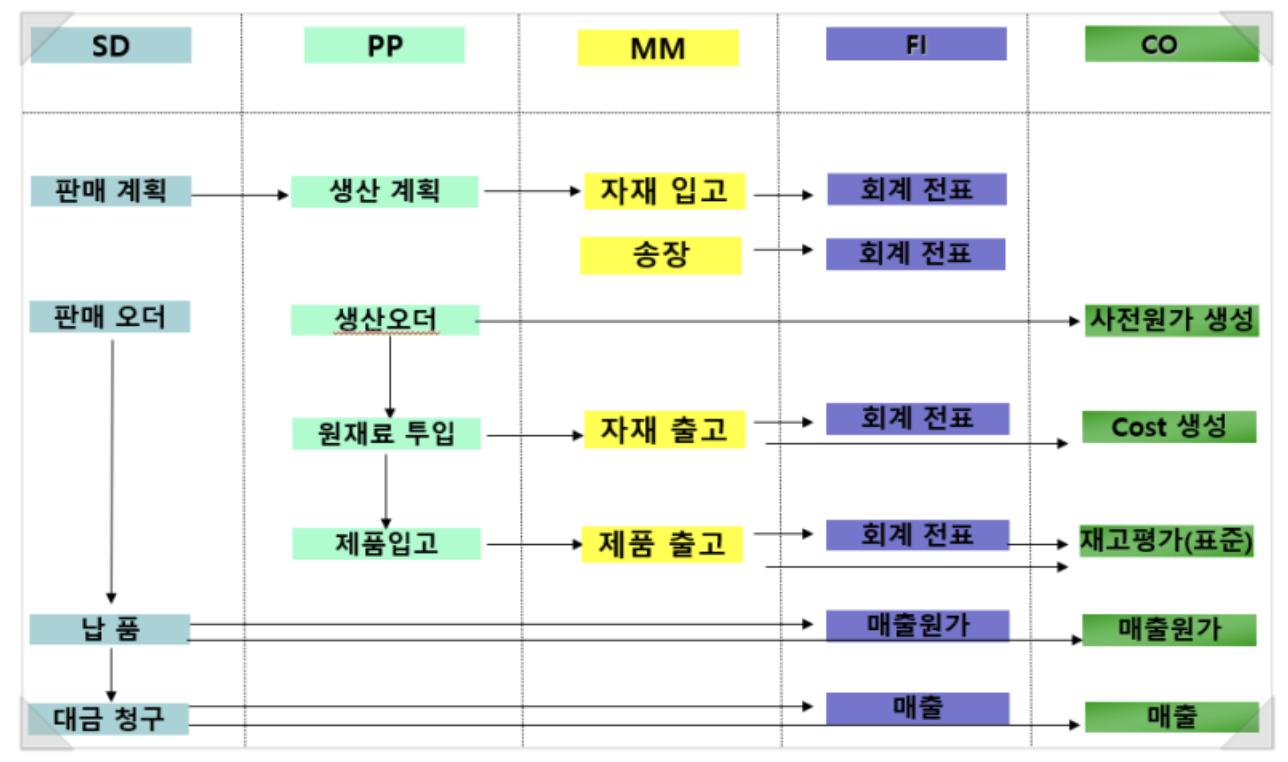 SD
PP
MM
FI
CO
판매 계획
생산 계획
자재 입고
회계 전표
송장
회계 전표
판매 오더
생산오더
사전원가 생성
원재료 투입
자재 출고
회계 전표
Cost 생성
제품입고
제품 출고
회계 전표
재고평가(표준)
납 품
매출원가
매출원가
대금 청구
매출
매출